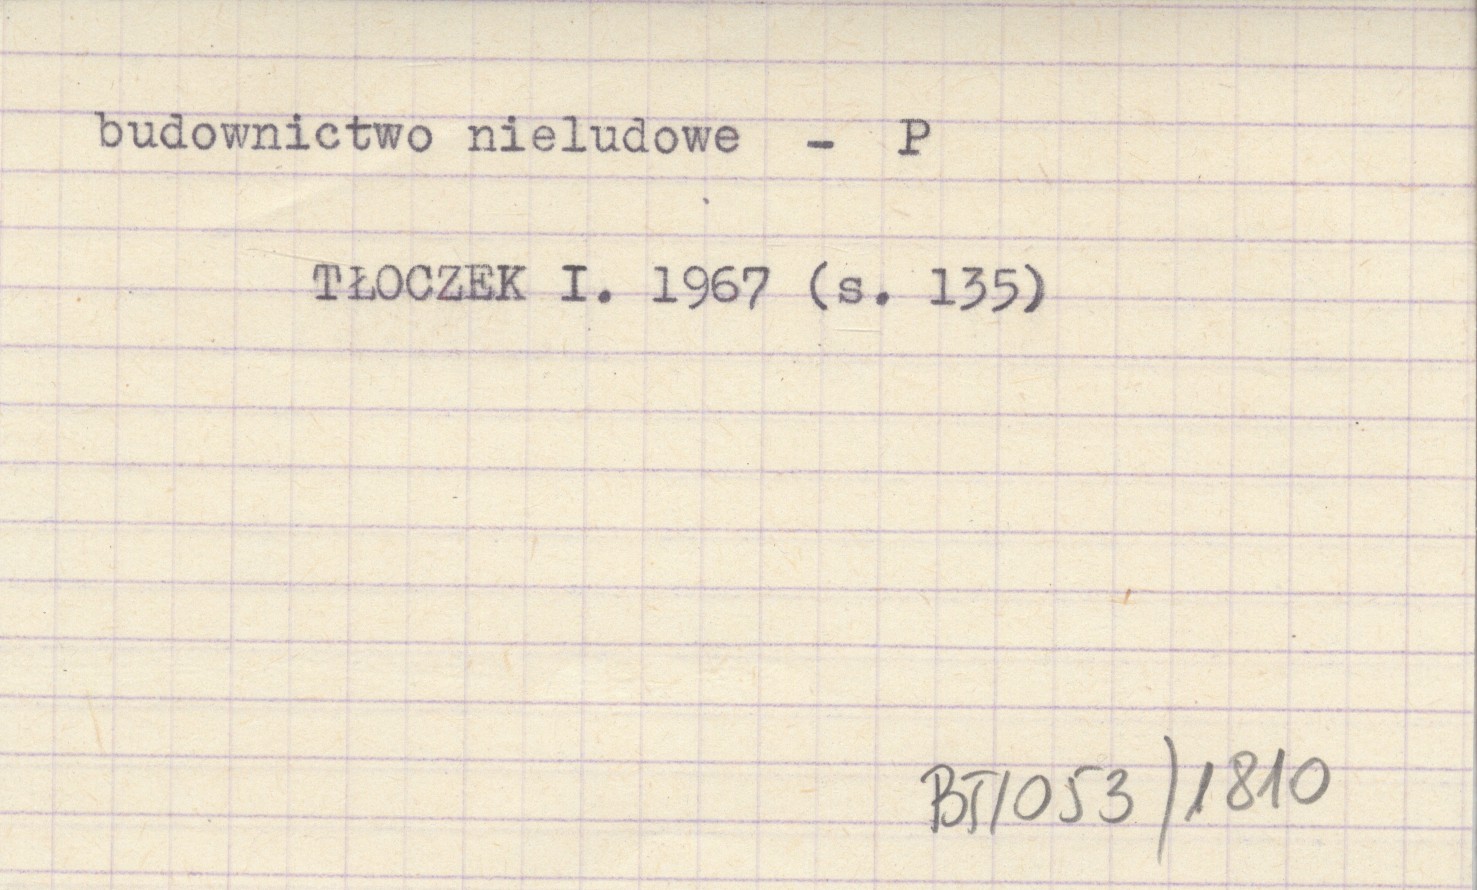 budownictwo nieludowe - P
TŁOCZEK I. 1967 (s. 135)
BT/053/1810